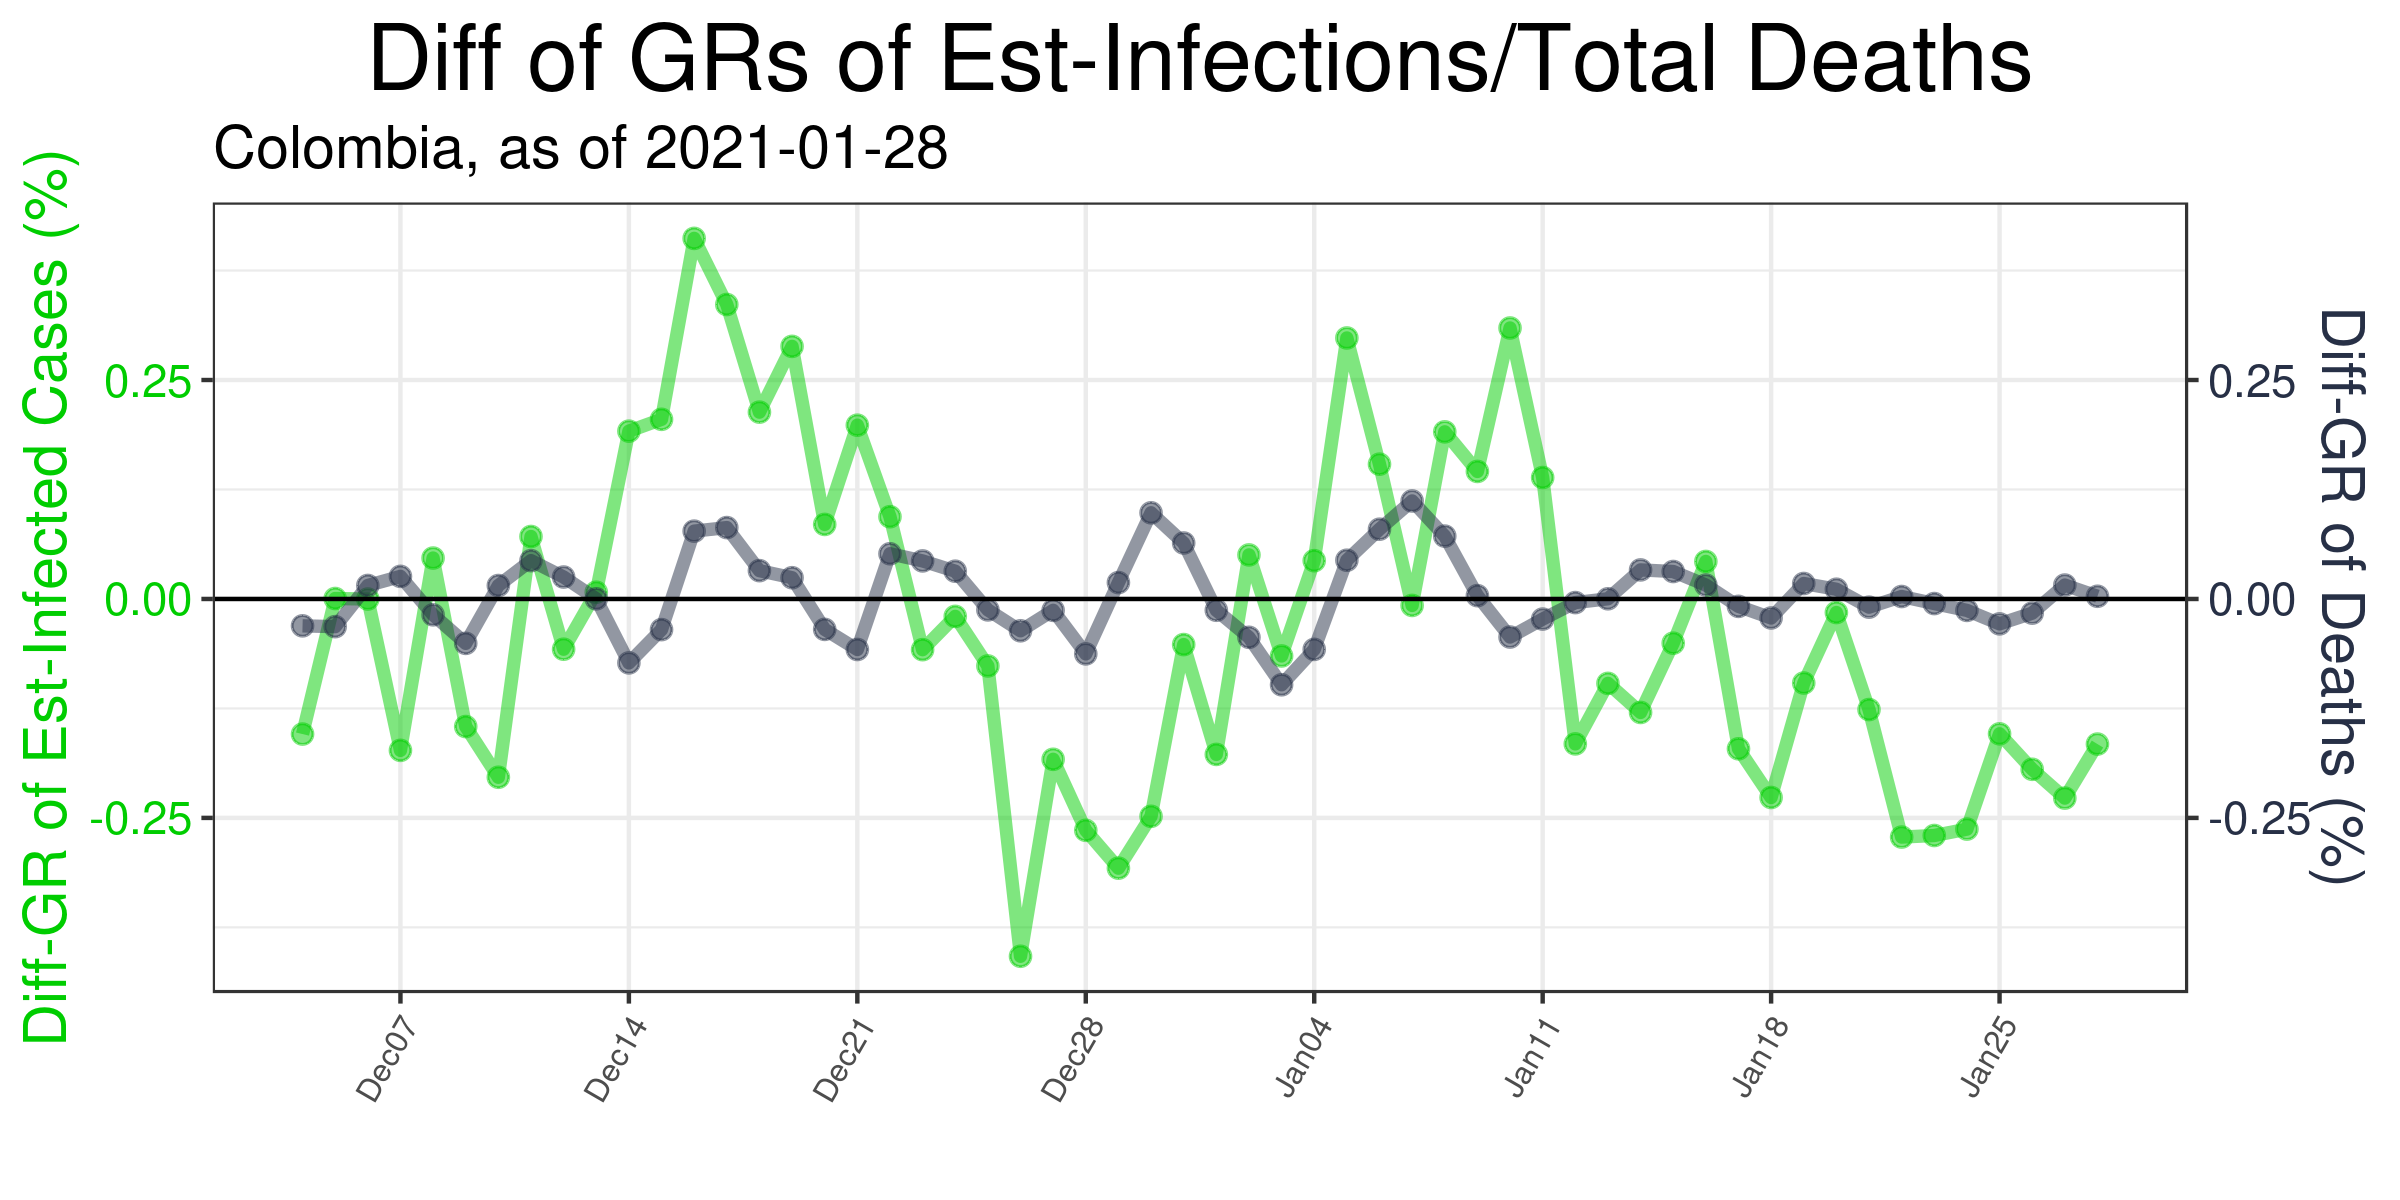 Diff of GRs of Est-Infections/Total Deaths
Colombia, as of 2021-01-28
Diff-GR of Est-Infected Cases (%)
0.25
0.00
-0.25
0.25
0.00
-0.25
Diff-GR of Deaths (%)
Dec07
Dec14
Dec21
Dec28
Jan04
Jan11
Jan18
Jan25